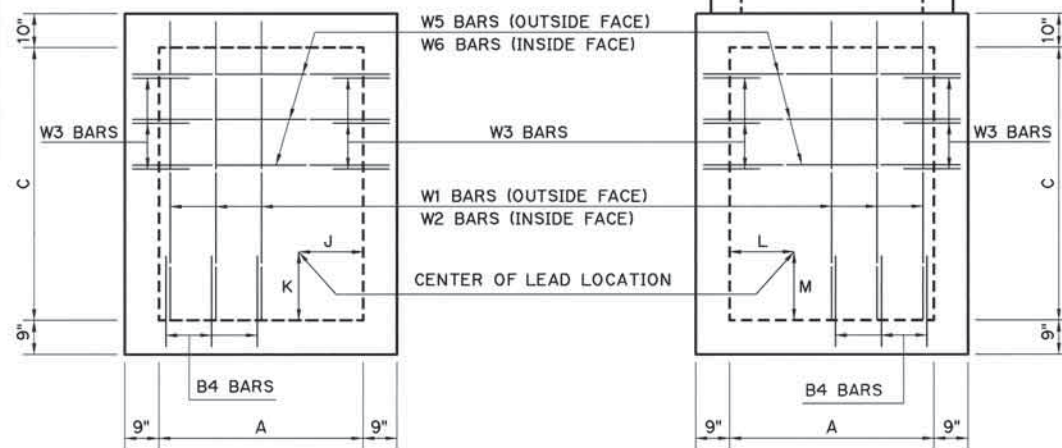 10"
W5 BARS (OUTSIDE FACE)
W6 BARS (INSIDE FACE)
10"
W3 BARS
W3 BARS
W3 BARS
C
C
W1 BARS (OUTSIDE FACE)
W2 BARS (INSIDE FACE)
J
L
K
CENTER OF LEAD LOCATION
M
9"
9"
B4 BARS
B4 BARS
9"
A
9"
9"
A
9"